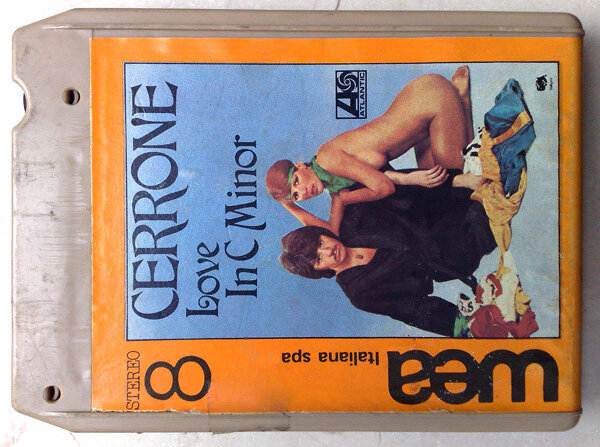 CERRONE
Love
In C Minor
ATLANTIC
STEREO
8
wea
Italiana spa